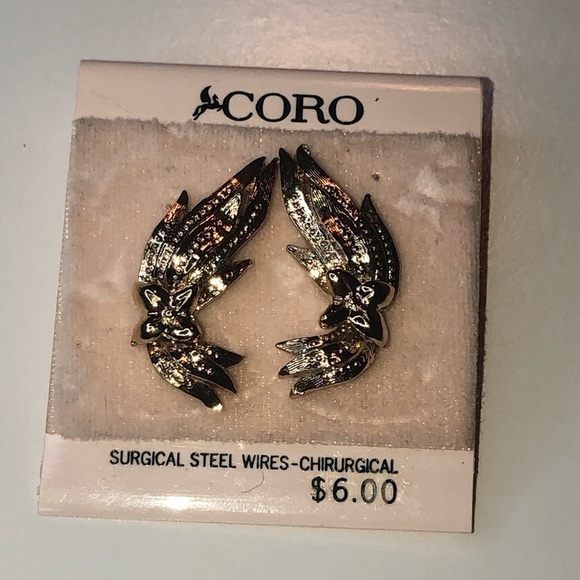 CORO
SURGICAL STEEL WIRES-CHIRURGICAL
$6.00